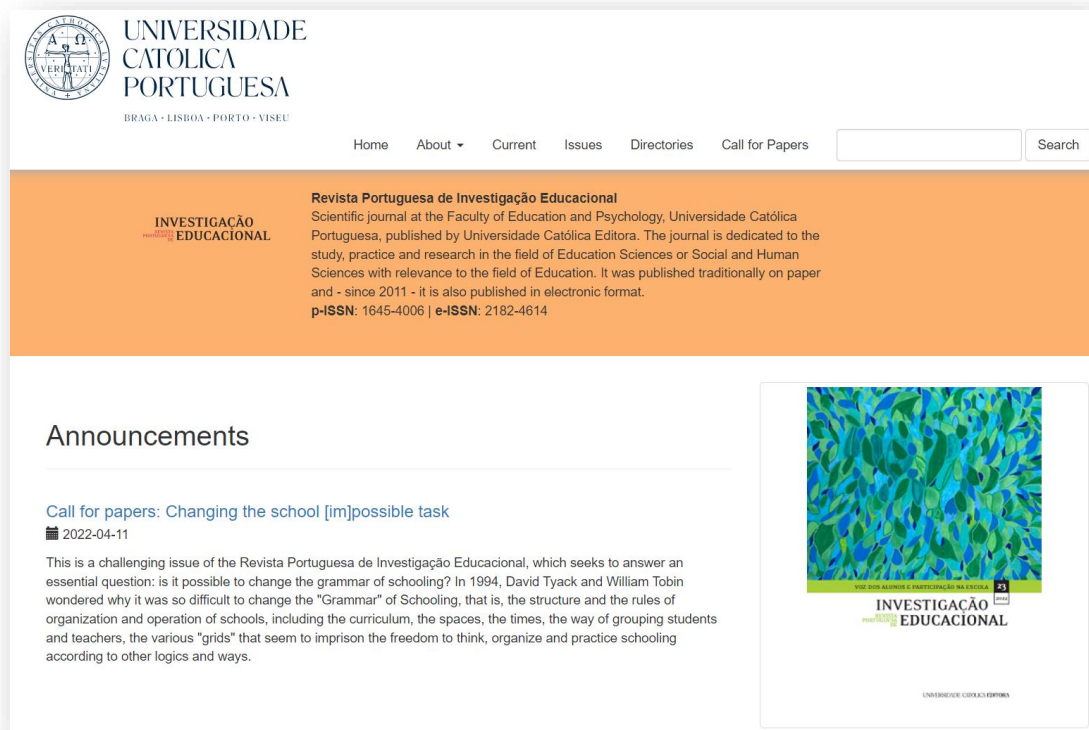 UNIVERSIDADE
CATÓLICA
PORTUGUESA
BRAGA · LISBOA · PORTO · VISEU
Home About Current Issues Directories Call for Papers Search
INVESTIGAÇÃO
EDUCACIONAL
Revista Portuguesa de Investigação Educacional
Scientific journal at the Faculty of Education and Psychology, Universidade Católica
Portuguesa, published by Universidade Católica Editora. The journal is dedicated to the
study, practice and research in the field of Education Sciences or Social and Human
Sciences with relevance to the field of Education. It was published traditionally on paper
and - since 2011 - it is also published in electronic format.
p-ISSN: 1645-4006 | e-ISSN: 2182-4614
Announcements
Call for papers: Changing the school [im]possible task
2022-04-11
This is a challenging issue of the Revista Portuguesa de Investigação Educacional, which seeks to answer an
essential question: is it possible to change the grammar of schooling? In 1994, David Tyack and William Tobin
wondered why it was so difficult to change the "Grammar" of Schooling, that is, the structure and the rules of
organization and operation of schools, including the curriculum, the spaces, the times, the way of grouping students
and teachers, the various "grids" that seem to imprison the freedom to think, organize and practice schooling
according to other logics and ways.
VOZ DOS ALUNOS E PARTICIPAÇÃO NA ESCOLA 23
2022
INVESTIGAÇÃO
EDUCACIONAL
UNIVERSIDADE CATÓLICA EDITORA